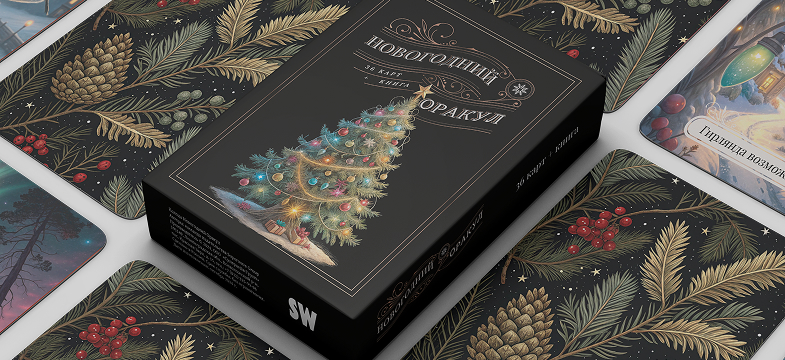 НОВОГОДНИЙ
36 КАРТ
КНИГА
ОРАКУЛ
36 карт + книга
НОВОГОДНИЙ
ОРАКУЛ
SW
Гирлянда возмож